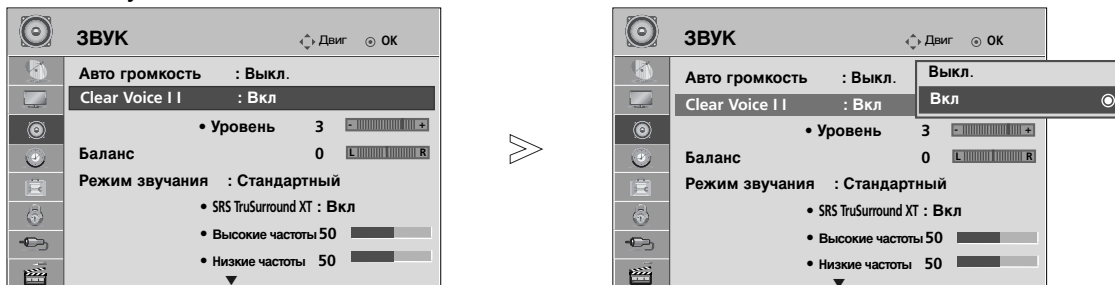 ЗВУК Двиг OK
Авто громкость : Выкл.
Clear Voice I I : Вкл
• Уровень 3 - +
Баланс 0 L R
Режим звучания : Стандартный
• SRS TruSurround XT : Вкл
• Высокие частоты 50
• Низкие частоты 50
ЗВУК Двиг OK
Авто громкость : Выкл.
Clear Voice I I : Вкл
Выкл.
Вкл
• Уровень 3 - +
Баланс 0 L R
Режим звучания : Стандартный
• SRS TruSurround XT : Вкл
• Высокие частоты 50
• Низкие частоты 50